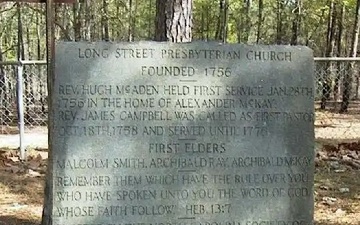 LONG STREET PRESBYTERIAN CHURCH
FOUNDED 1756
REV. HUGH McADEN HELD FIRST SERVICE JAN.
1756 IN THE HOME OF ALEXANDER McKAY.
REV. JAMES CAMPBELL WAS CALLED AS FIRST PASTOR
OCT. 18TH, 1758 AND SERVED UNTIL
FIRST ELDERS
MALCOLM SMITH, ARCHIBALD RAY, ARCHIBALD McKAY
REMEMBER THEM WHICH HAVE THE RULE OVER YOU
WHO HAVE SPOKEN UNTO YOU THE WORD OF GOD
WHOSE FAITH FOLLOW. HEB. 13:7
SOCIETY OF